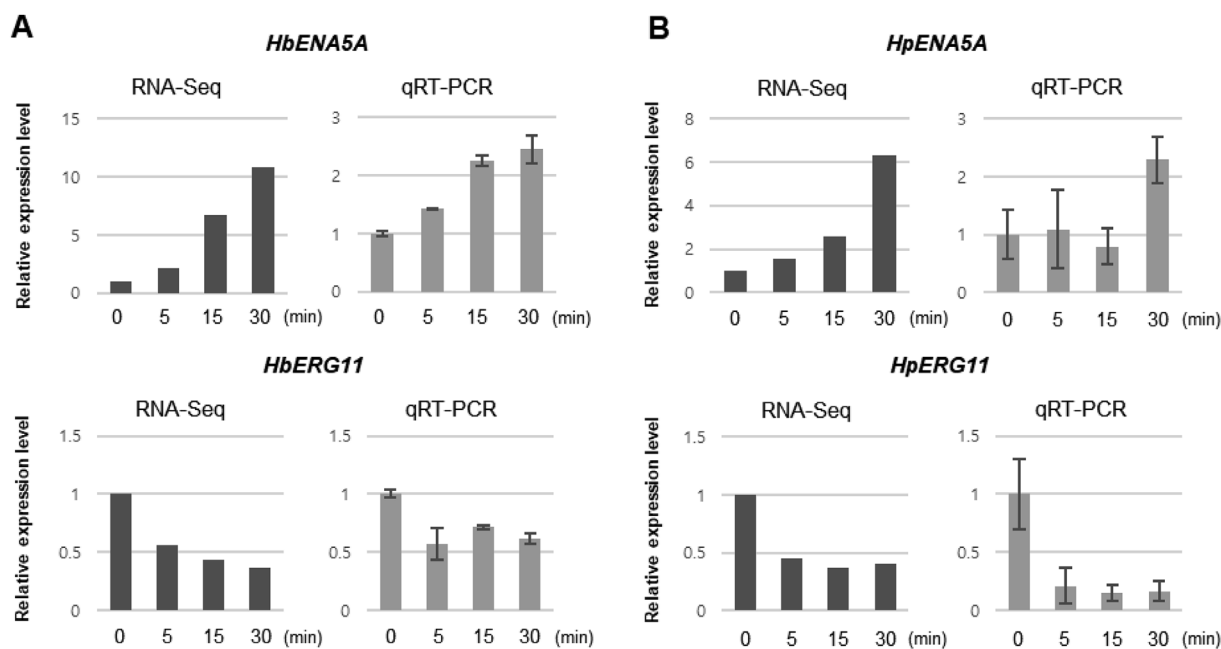 A
HbENA5A
RNA-Seq
qRT-PCR
Relative expression level
15
10
5
0
0 5 15 30 (min)
3
2
1
0
0 5 15 30 (min)
HbERG11
RNA-Seq
qRT-PCR
Relative expression level
1.5
1
0.5
0
0 5 15 30 (min)
1.5
1
0.5
0
0 5 15 30 (min)
B
HpENA5A
RNA-Seq
qRT-PCR
Relative expression level
8
6
4
2
0
0 5 15 30 (min)
3
2
1
0
0 5 15 30 (min)
HpERG11
RNA-Seq
qRT-PCR
Relative expression level
1.5
1
0.5
0
0 5 15 30 (min)
1.5
1
0.5
0
0 5 15 30 (min)